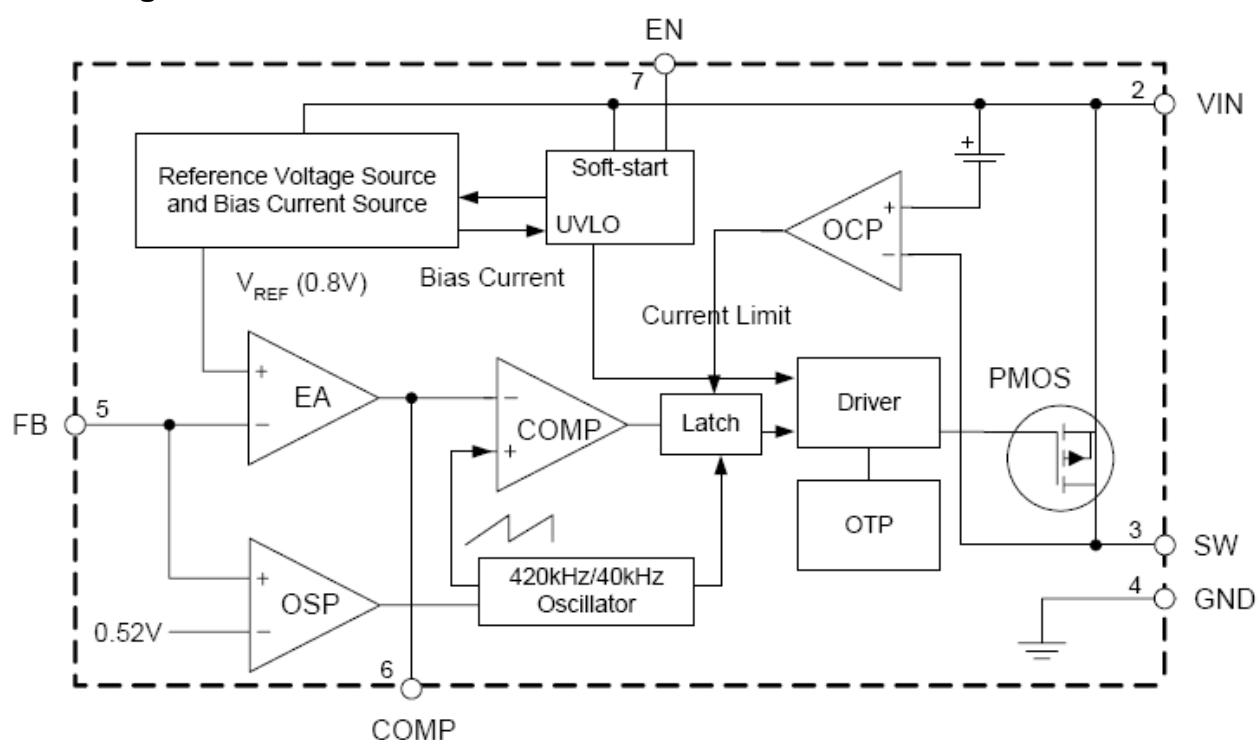 EN
7
2
VIN
Reference Voltage Source
and Bias Current Source
Soft-start
UVLO
+
+
OCP
−
V_REF (0.8V)
Bias Current
Current Limit
+
EA
−
FB
5
−
COMP
+
Latch
Driver
PMOS
OTP
3
SW
420kHz/40kHz
Oscillator
+
OSP
−
0.52V
4
GND
6
COMP